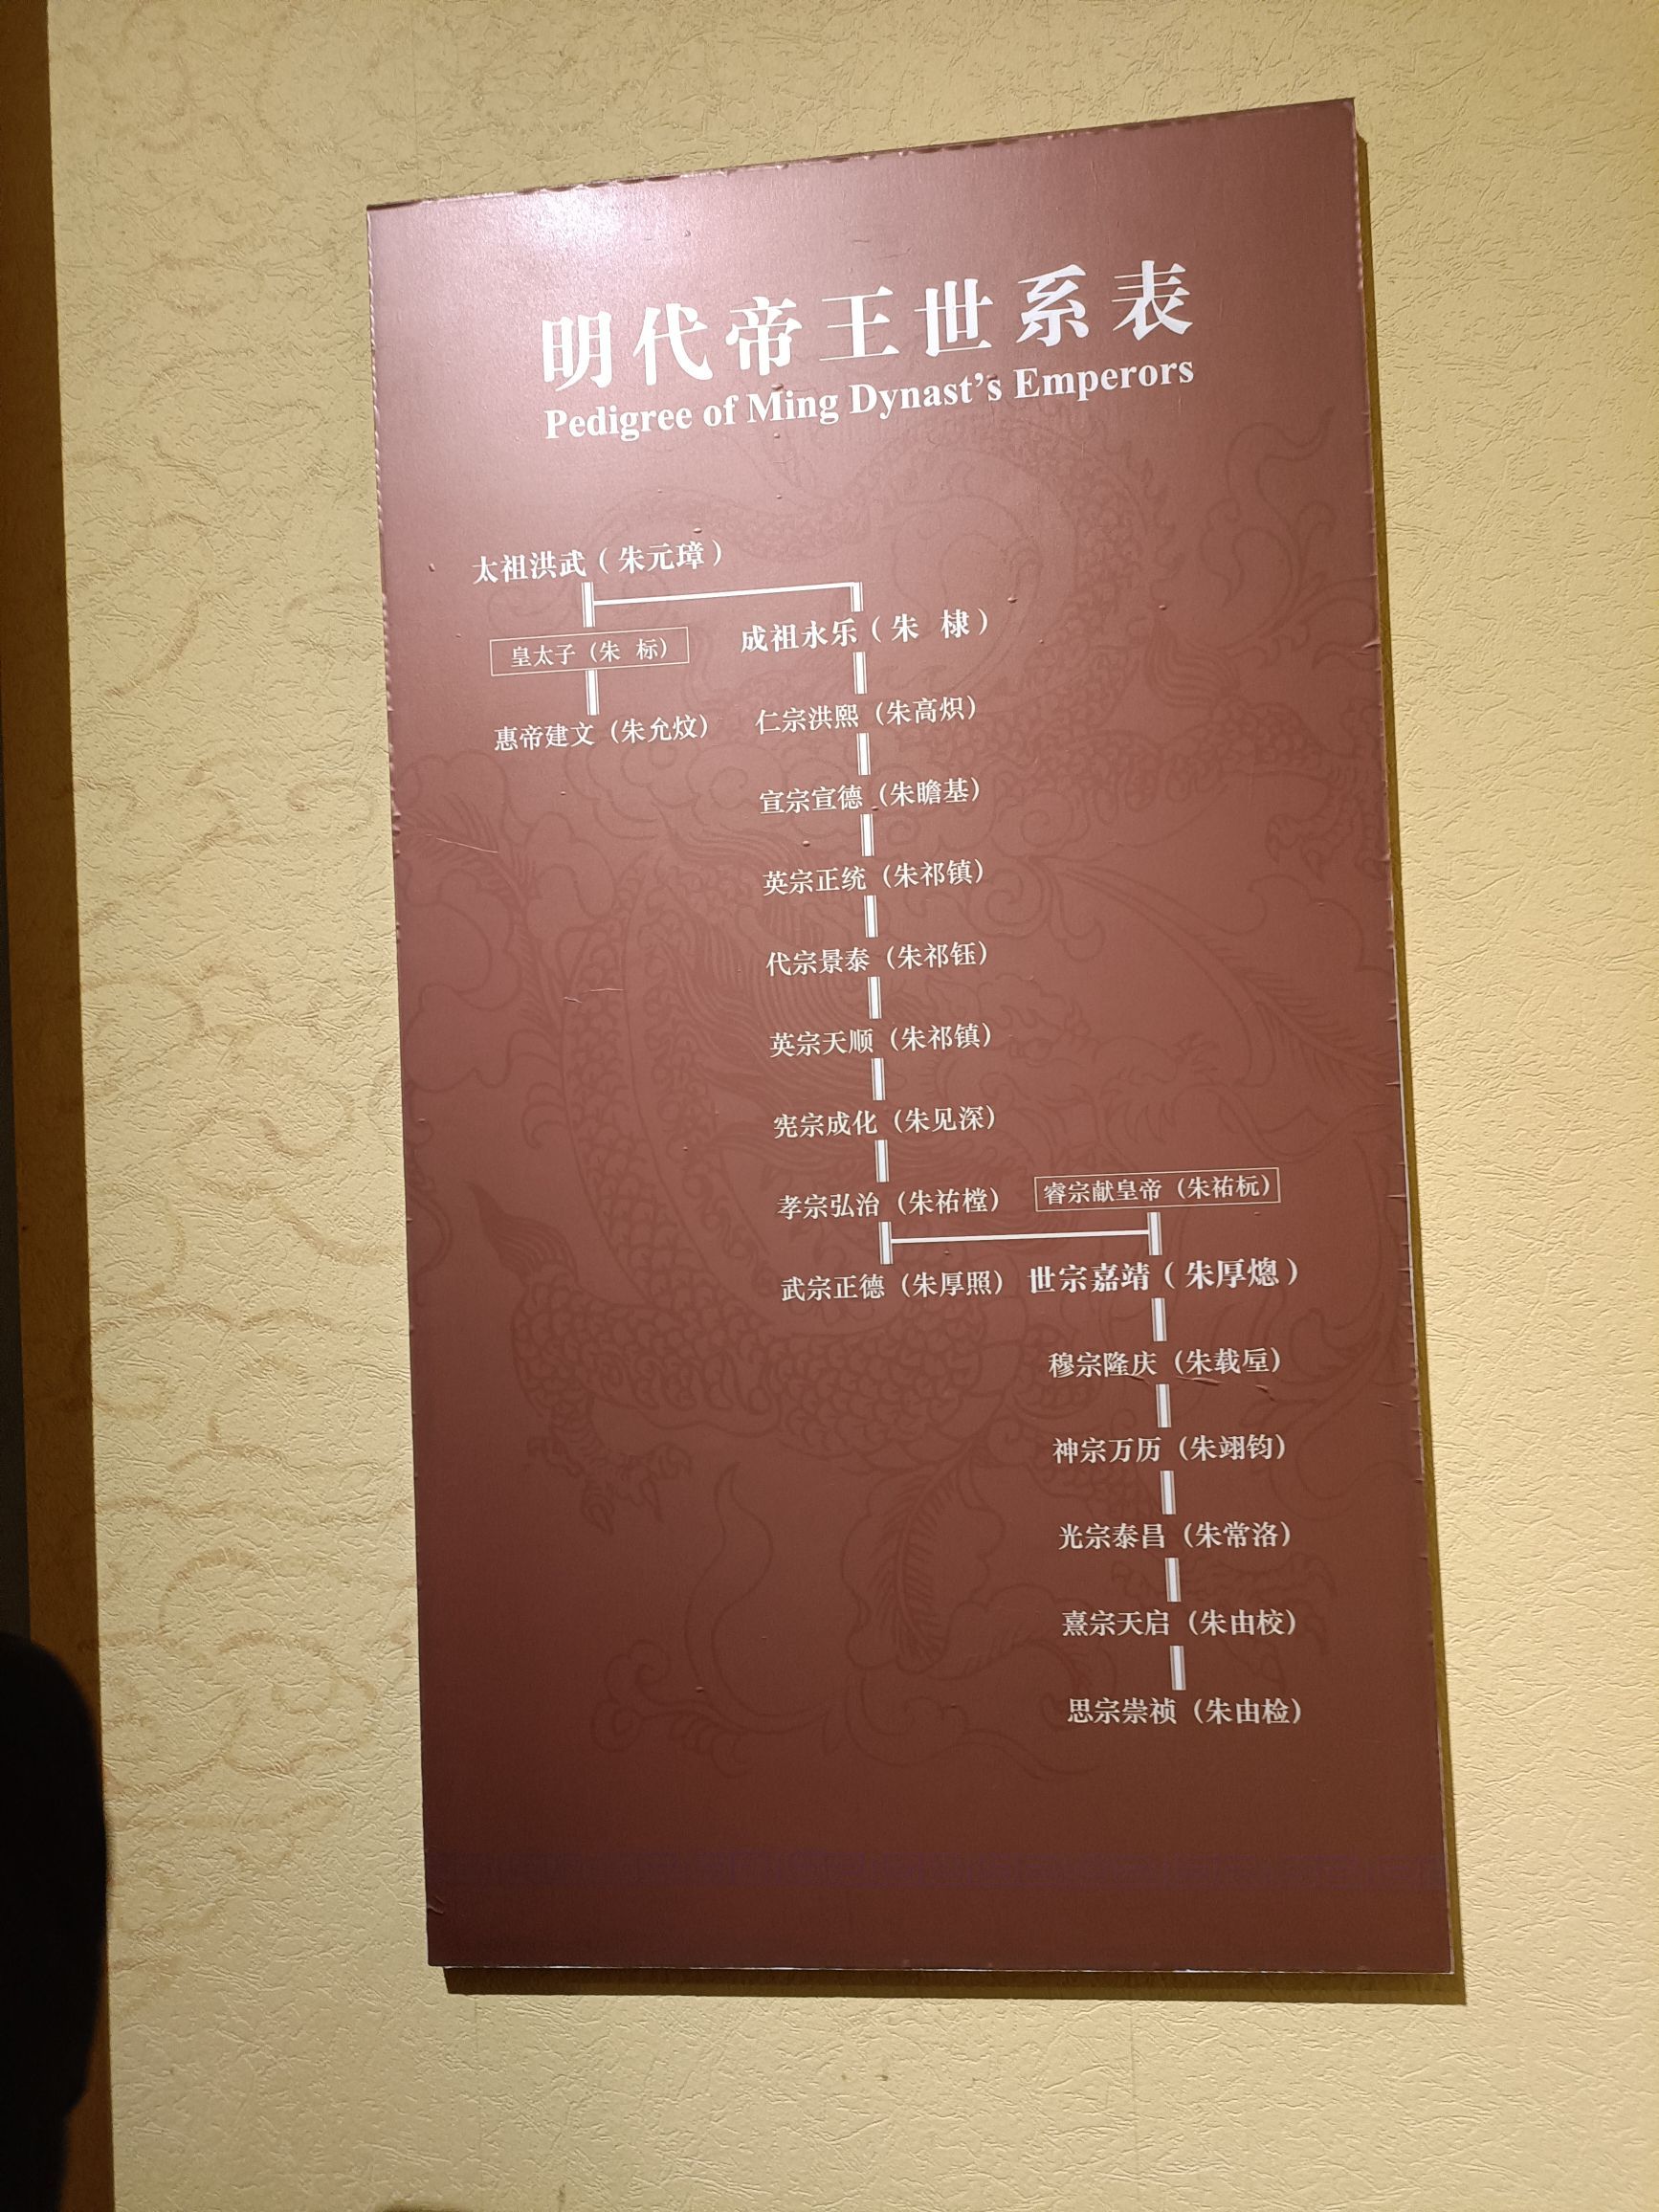 明代帝王世系表
Pedigree of Ming Dynast's Emperors
太祖洪武（朱元璋）
皇太子（朱 标）
成祖永乐（朱 棣）
惠帝建文（朱允炆）
仁宗洪熙（朱高炽）
宣宗宣德（朱瞻基）
英宗正统（朱祁镇）
代宗景泰（朱祁钰）
英宗天顺（朱祁镇）
宪宗成化（朱见深）
孝宗弘治（朱祐樘）
睿宗献皇帝（朱祐杬）
武宗正德（朱厚照）
世宗嘉靖（朱厚熜）
穆宗隆庆（朱载垕）
神宗万历（朱翊钧）
光宗泰昌（朱常洛）
熹宗天启（朱由校）
思宗崇祯（朱由检）